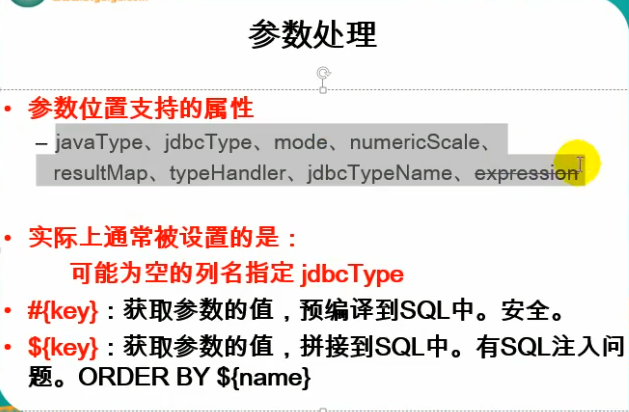 参数处理
• 参数位置支持的属性
– javaType、jdbcType、mode、numericScale、
resultMap、typeHandler、jdbcTypeName、expression
• 实际上通常被设置的是：
可能为空的列名指定 jdbcType
• #{key}：获取参数的值，预编译到SQL中。安全。
• ${key}：获取参数的值，拼接到SQL中。有SQL注入问
题。ORDER BY ${name}